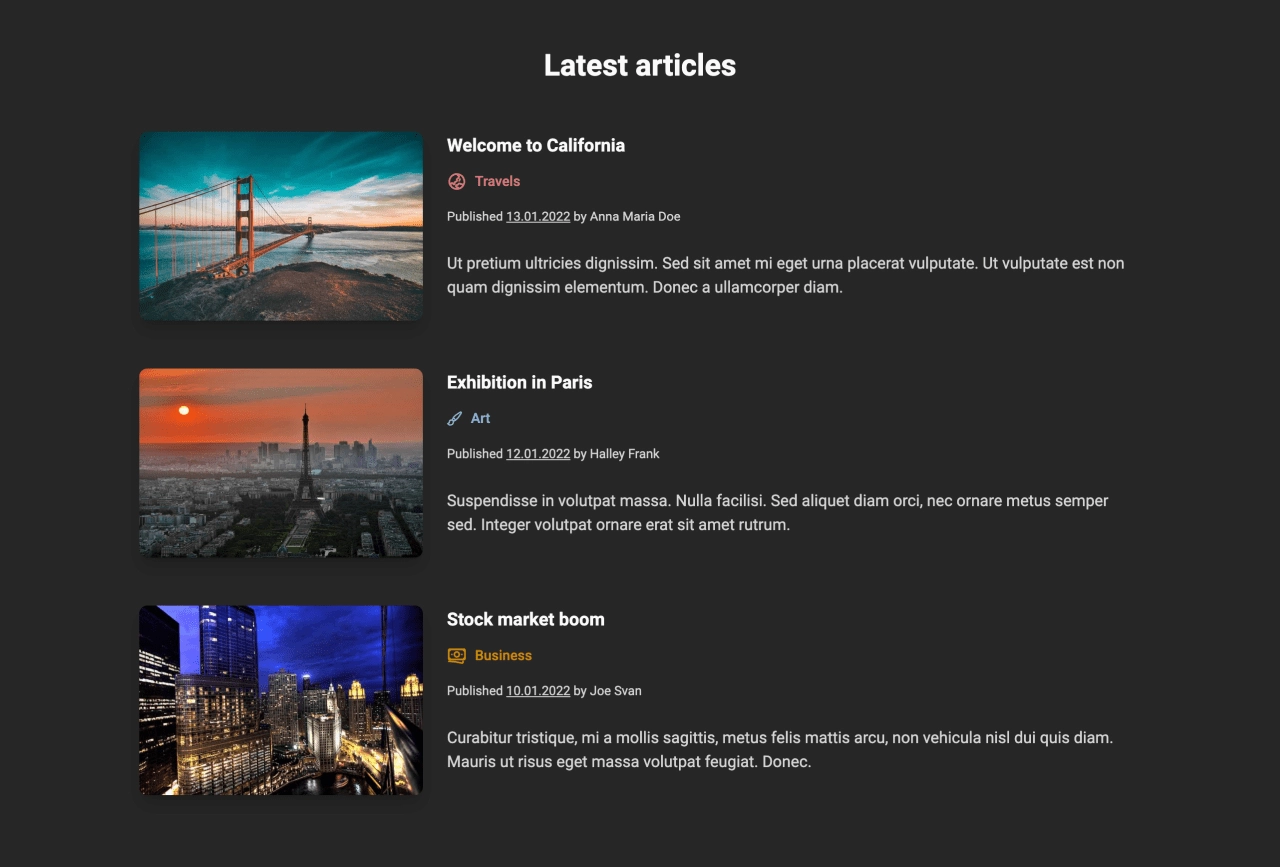 Latest articles
Welcome to California
Travels
Published 13.01.2022 by Anna Maria Doe
Ut pretium ultricies dignissim. Sed sit amet mi eget urna placerat vulputate. Ut vulputate est non
quam dignissim elementum. Donec a ullamcorper diam.
Exhibition in Paris
Art
Published 12.01.2022 by Halley Frank
Suspendisse in volutpat massa. Nulla facilisi. Sed aliquet diam orci, nec ornare metus semper
sed. Integer volutpat ornare erat sit amet rutrum.
Stock market boom
Business
Published 10.01.2022 by Joe Svan
Curabitur tristique, mi a mollis sagittis, metus felis mattis arcu, non vehicula nisl dui quis diam.
Mauris ut risus eget massa volutpat feugiat. Donec.